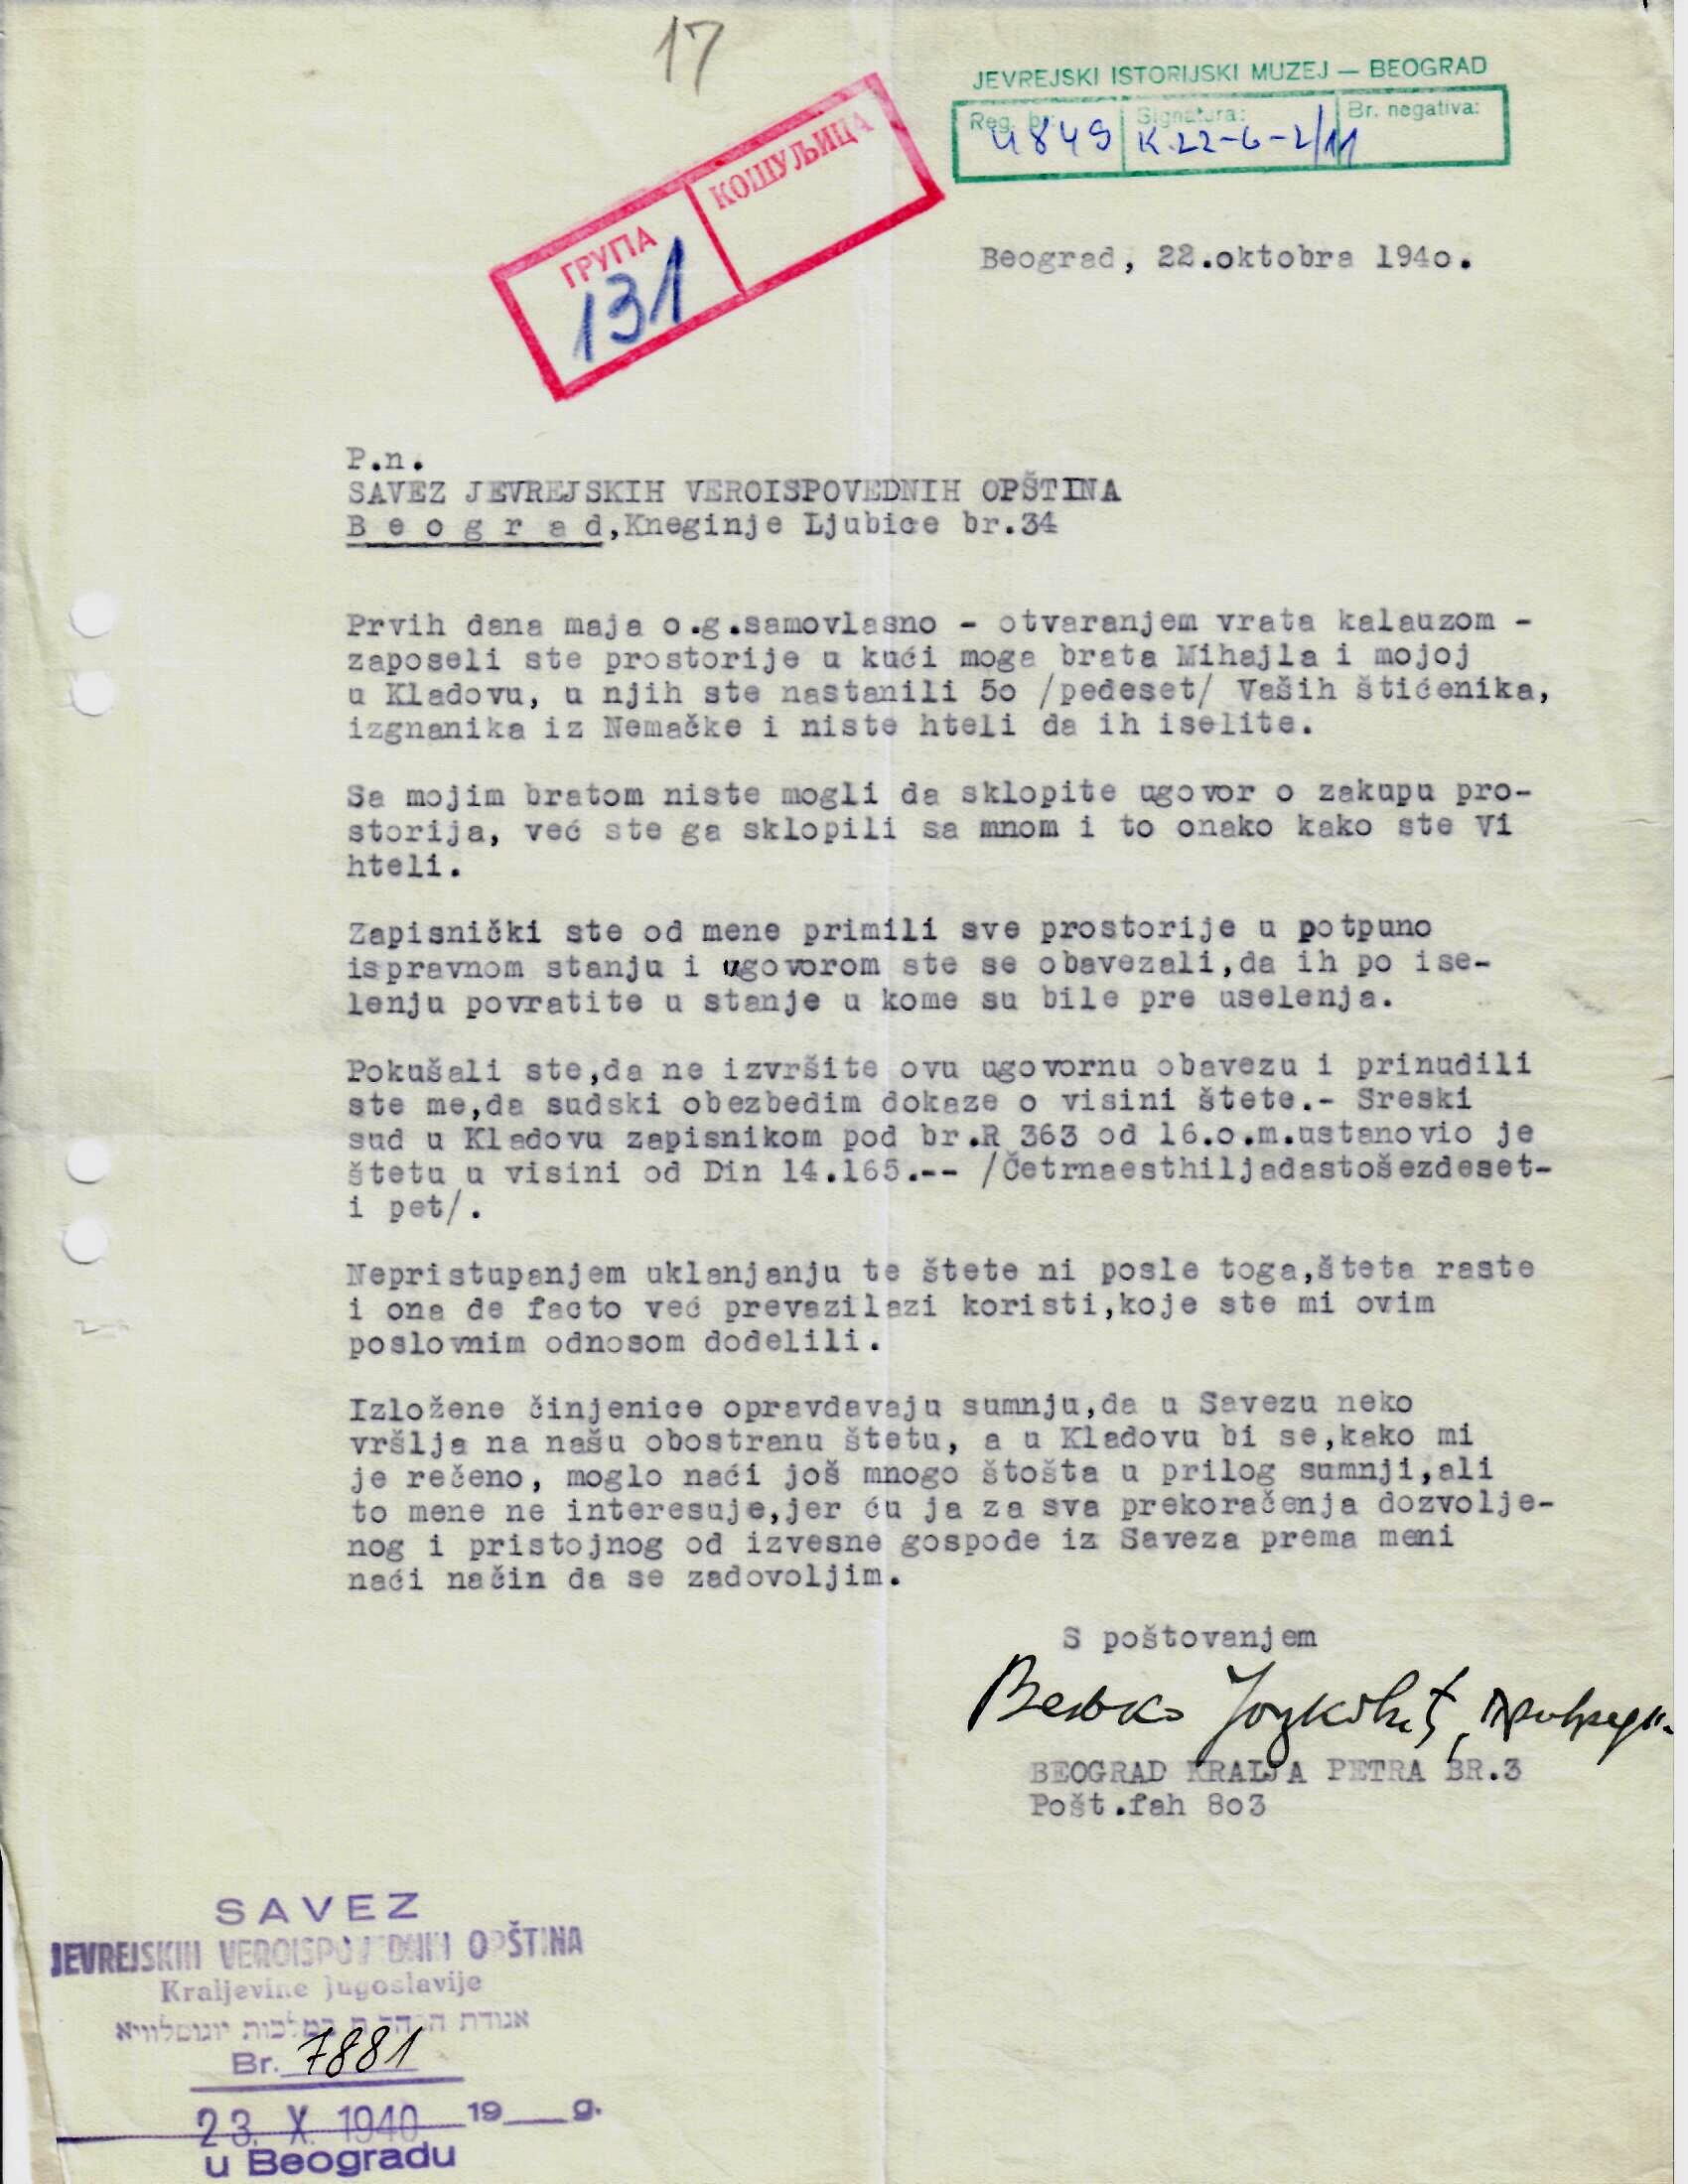 17
JEVREJSKI ISTORIJSKI MUZEJ — BEOGRAD
Reg. br: Signatura: Br. negativa:
4849 K.22-6-2/11
ГРУПА КОШУЉИЦА
131
Beograd, 22.oktobra 194o.
P.n.
SAVEZ JEVREJSKIH VEROISPOVEDNIH OPŠTINA
B e o g r a d,Kneginje Ljubice br.34
Prvih dana maja o.g.samovlasno - otvaranjem vrata kalauzom -
zaposeli ste prostorije u kući moga brata Mihajla i mojoj
u Kladovu, u njih ste nastanili 5o /pedeset/ Vaših štićenika,
izgnanika iz Nemačke i niste hteli da ih iselite.
Sa mojim bratom niste mogli da sklopite ugovor o zakupu pro-
storija, već ste ga sklopili sa mnom i to onako kako ste Vi
hteli.
Zapisnički ste od mene primili sve prostorije u potpuno
ispravnom stanju i ugovorom ste se obavezali,da ih po ise-
lenju povratite u stanje u kome su bile pre uselenja.
Pokušali ste,da ne izvršite ovu ugovornu obavezu i prinudili
ste me,da sudski obezbedim dokaze o visini štete.- Sreski
sud u Kladovu zapisnikom pod br.R 363 od 16.o.m.ustanovio je
štetu u visini od Din 14.165.-- /Četrnaesthiljadastošezdeset-
i pet/.
Nepristupanjem uklanjanju te štete ni posle toga,šteta raste
i ona de facto već prevazilazi koristi,koje ste mi ovim
poslovnim odnosom dodelili.
Izložene činjenice opravdavaju sumnju,da u Savezu neko
vršlja na našu obostranu štetu, a u Kladovu bi se,kako mi
je rečeno, moglo naći još mnogo štošta u prilog sumnji,ali
to mene ne interesuje,jer ću ja za sva prekoračenja dozvolje-
nog i pristojnog od izvesne gospode iz Saveza prema meni
naći način da se zadovoljim.
S poštovanjem
BEOGRAD KRALJA PETRA BR.3
Pošt.fah 8o3
SAVEZ
JEVREJSKIH VEROISPOVEDNIH OPŠTINA
Kraljevine Jugoslavije
אגודת הקהלות במלכות יוגוסלוויא
Br. 7881
23. X. 1940 19 g.
u Beogradu